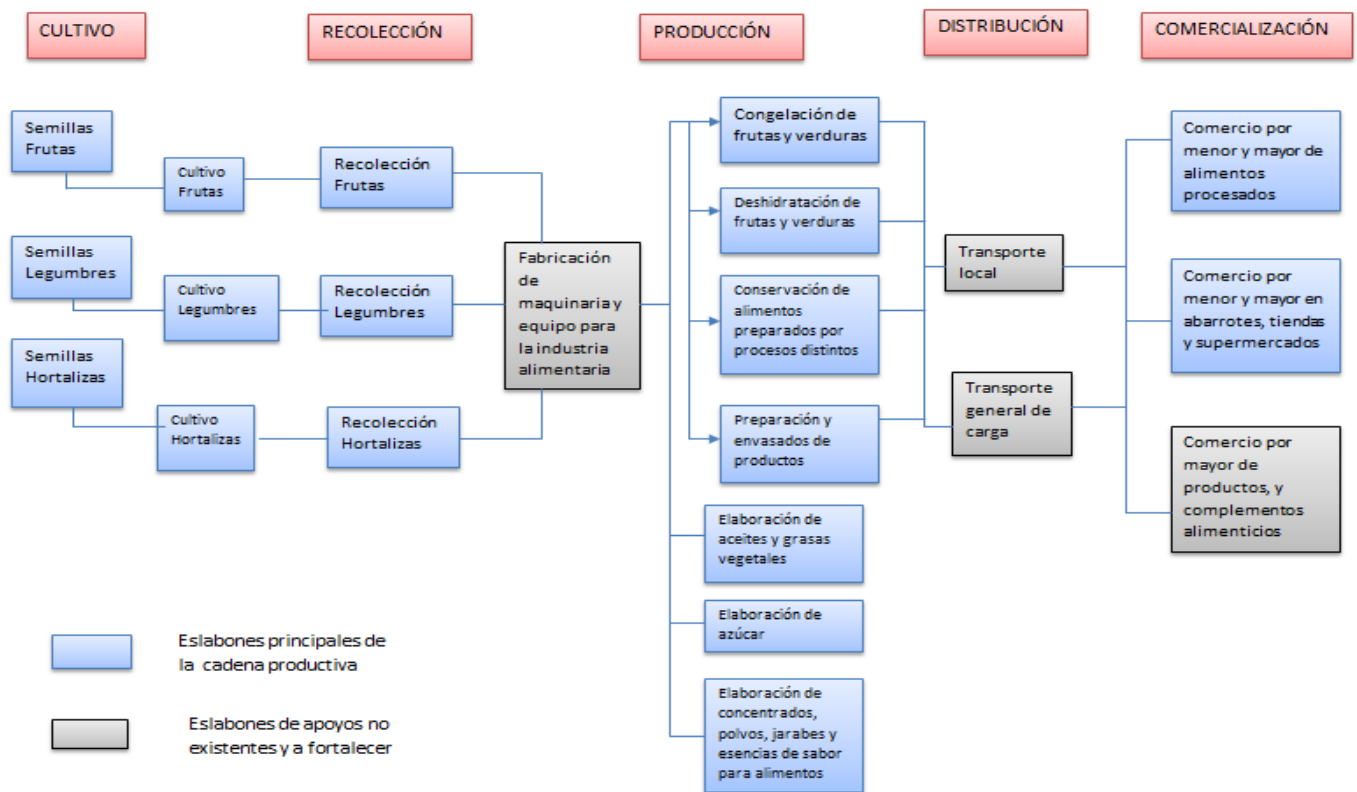 CULTIVO
RECOLECCIÓN
PRODUCCIÓN
DISTRIBUCIÓN
COMERCIALIZACIÓN
Semillas
Frutas
Cultivo
Frutas
Recolección
Frutas
Semillas
Legumbres
Cultivo
Legumbres
Recolección
Legumbres
Semillas
Hortalizas
Cultivo
Hortalizas
Recolección
Hortalizas
Fabricación
de
maquinaria y
equipo para
la industria
alimentaria
Congelación de
frutas y verduras
Deshidratación de
frutas y verduras
Conservación de
alimentos
preparados por
procesos distintos
Preparación y
envasados de
productos
Elaboración de
aceites y grasas
vegetales
Elaboración de
azúcar
Elaboración de
concentrados,
polvos, jarabes y
esencias de sabor
para alimentos
Transporte
local
Transporte
general de
carga
Comercio por
menor y mayor de
alimentos
procesados
Comercio por
menor y mayor en
abarrotes, tiendas
y supermercados
Comercio por
mayor de
productos, y
complementos
alimenticios
Eslabones principales de
la cadena productiva
Eslabones de apoyos no
existentes y a fortalecer